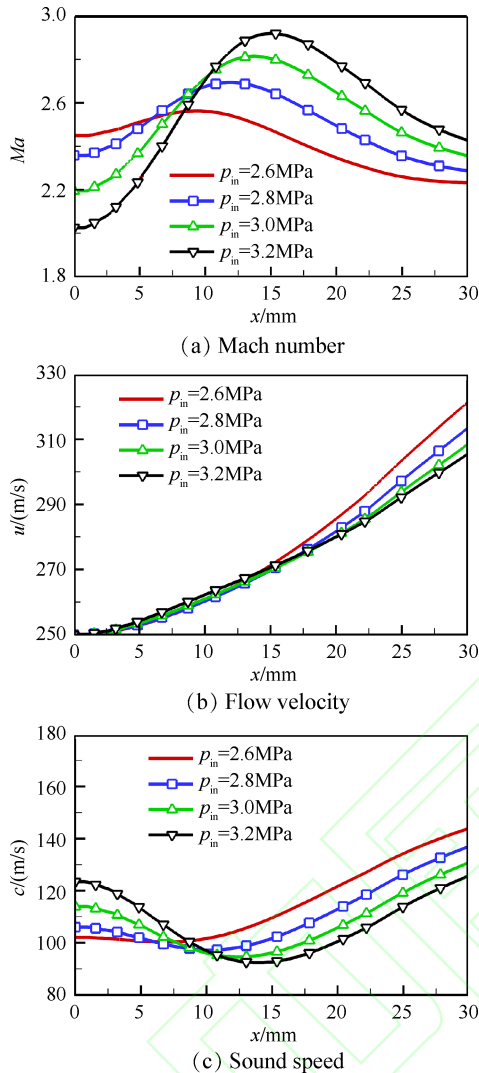 3.0
2.6
2.2
1.8
Ma
p_in=2.6MPa
p_in=2.8MPa
p_in=3.0MPa
p_in=3.2MPa
0 5 10 15 20 25 30
x/mm
(a) Mach number
330
310
290
270
250
u/(m/s)
p_in=2.6MPa
p_in=2.8MPa
p_in=3.0MPa
p_in=3.2MPa
0 5 10 15 20 25 30
x/mm
(b) Flow velocity
180
160
140
120
100
80
c/(m/s)
p_in=2.6MPa
p_in=2.8MPa
p_in=3.0MPa
p_in=3.2MPa
0 5 10 15 20 25 30
x/mm
(c) Sound speed